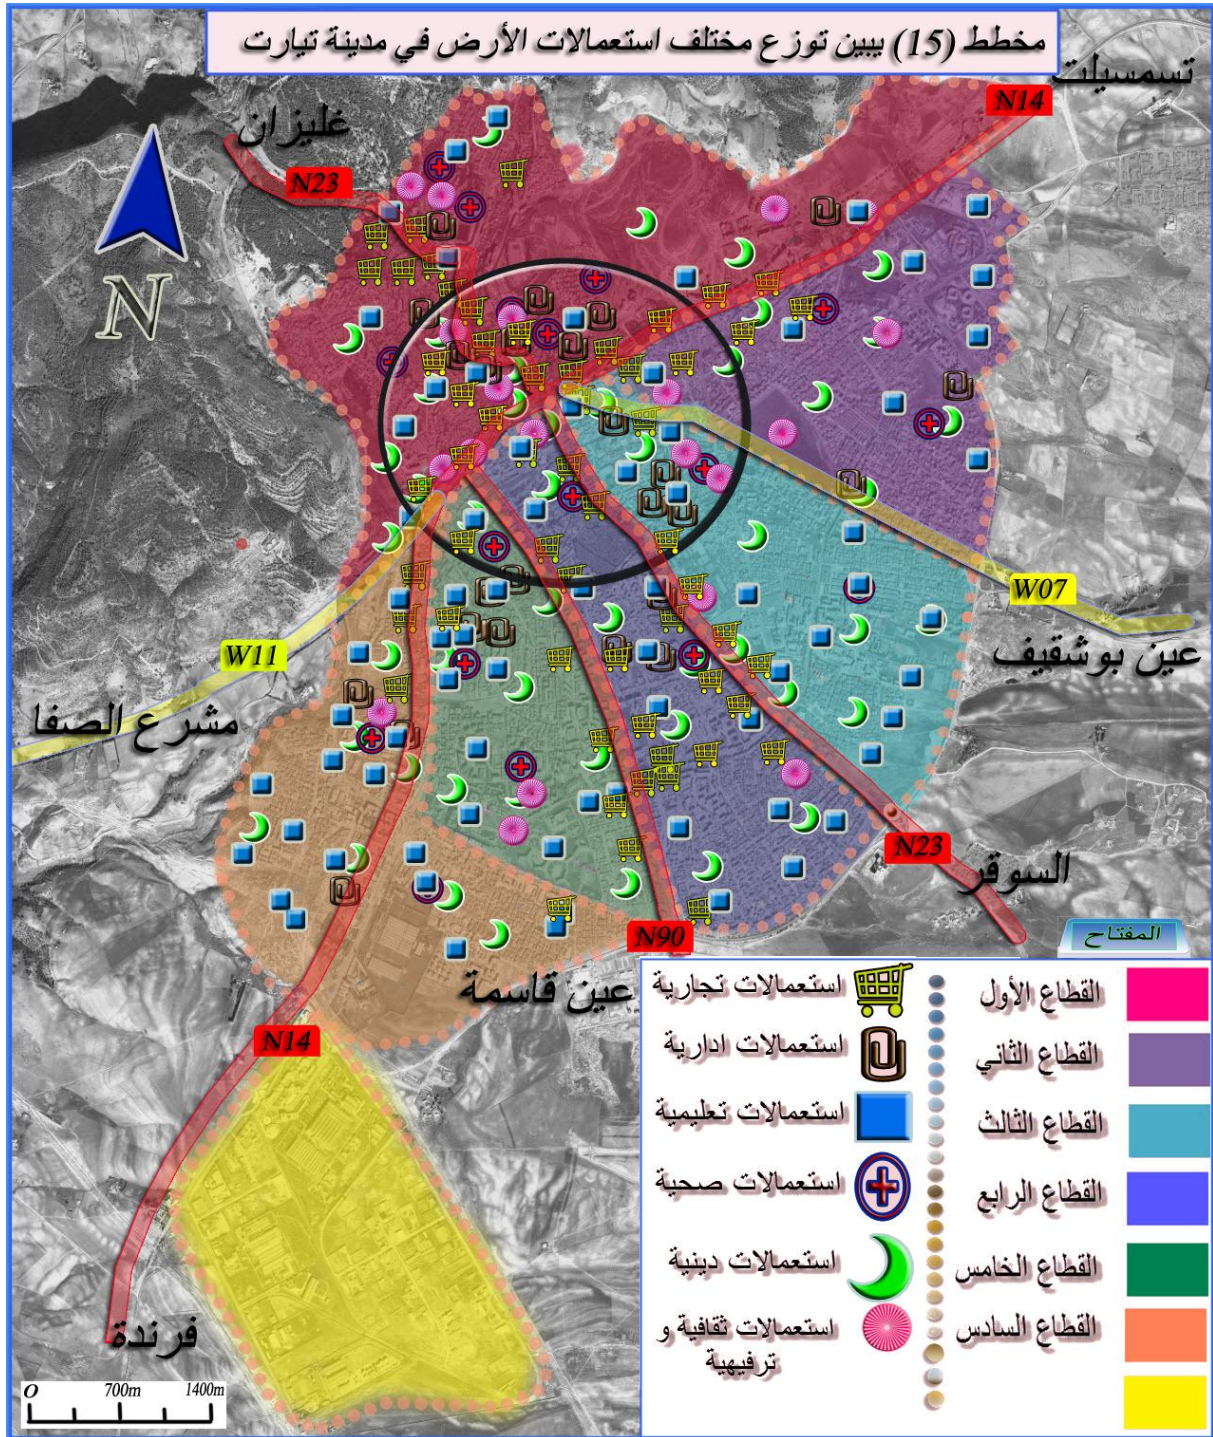 مخطط (15) يبين توزع مختلف استعمالات الأرض في مدينة تيارت
تسمسيلت
N14
غليزان
N23
N
W07
عين بوشقيف
W11
مشرع الصفا
N23
السوقر
N90
عين قاسمة
N14
فرندة
المفتاح
القطاع الأول
استعمالات تجارية
القطاع الثاني
استعمالات ادارية
القطاع الثالث
استعمالات تعليمية
القطاع الرابع
استعمالات صحية
القطاع الخامس
استعمالات دينية
القطاع السادس
استعمالات ثقافية و
ترفيهية
O 700m 1400m